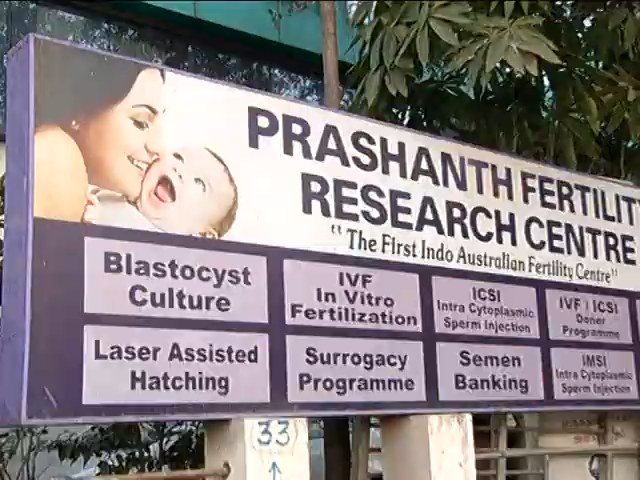 PRASHANTH FERTILITY
RESEARCH CENTRE
"The First Indo Australian Fertility Centre"
Blastocyst
Culture
IVF
In Vitro
Fertilization
ICSI
Intra Cytoplasmic
Sperm Injection
IVF / ICSI
Donor
Programme
Laser Assisted
Hatching
Surrogacy
Programme
Semen
Banking
IMSI
Intra Cytoplasmic
Sperm Injection
33